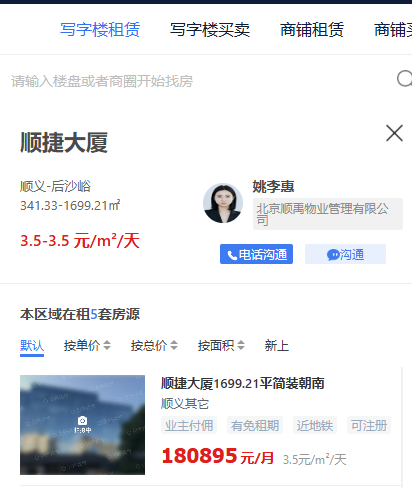 写字楼租赁 写字楼买卖 商铺租赁 商铺
请输入楼盘或者商圈开始找房
顺捷大厦
顺义-后沙峪
341.33-1699.21㎡
3.5-3.5 元/m²/天
姚李惠
北京顺禹物业管理有限公司
电话沟通 沟通
本区域在租5套房源
默认 按单价 按总价 按面积 新上
顺捷大厦1699.21平简装朝南
顺义其它
业主付佣 有免租期 近地铁 可注册
180895元/月 3.5元/m²/天